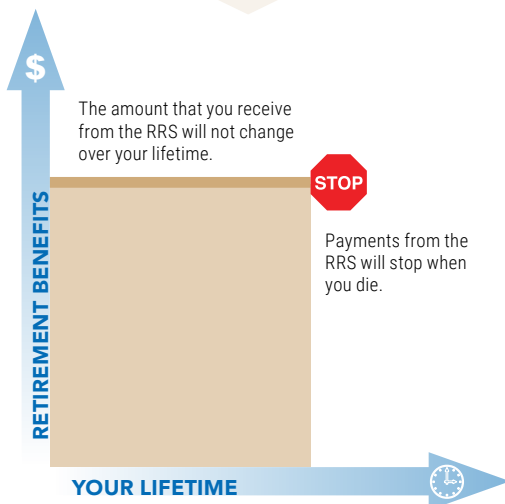 $
The amount that you receive
from the RRS will not change
over your lifetime.
STOP
Payments from the
RRS will stop when
you die.
RETIREMENT BENEFITS
YOUR LIFETIME